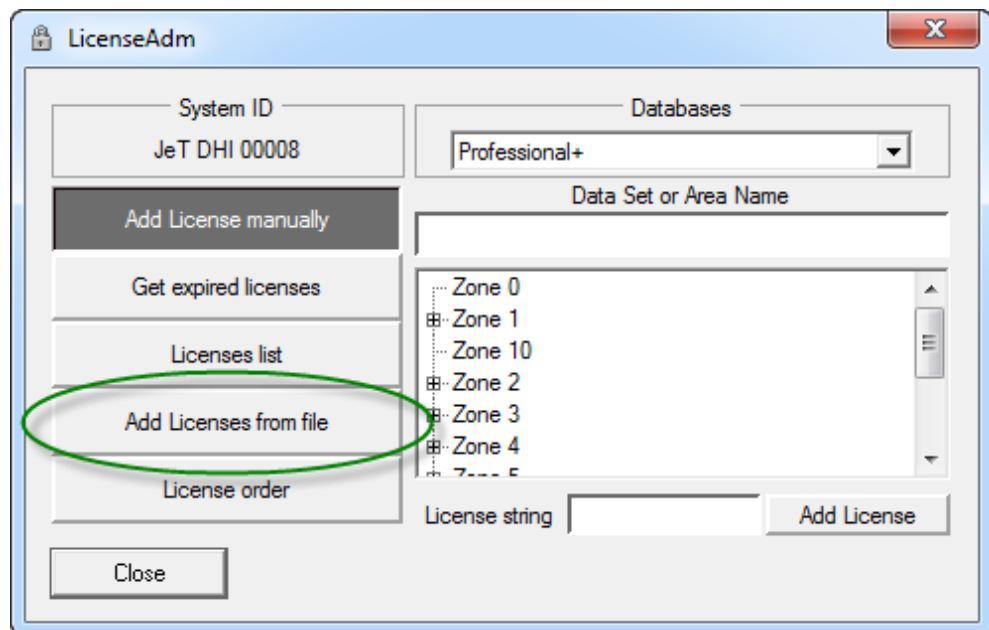 LicenseAdm
System ID
JeT DHI 00008
Databases
Professional+
Add License manually
Get expired licenses
Licenses list
Add Licenses from file
License order
Data Set or Area Name
Zone 0
Zone 1
Zone 10
Zone 2
Zone 3
Zone 4
Zone 5
License string
Add License
Close